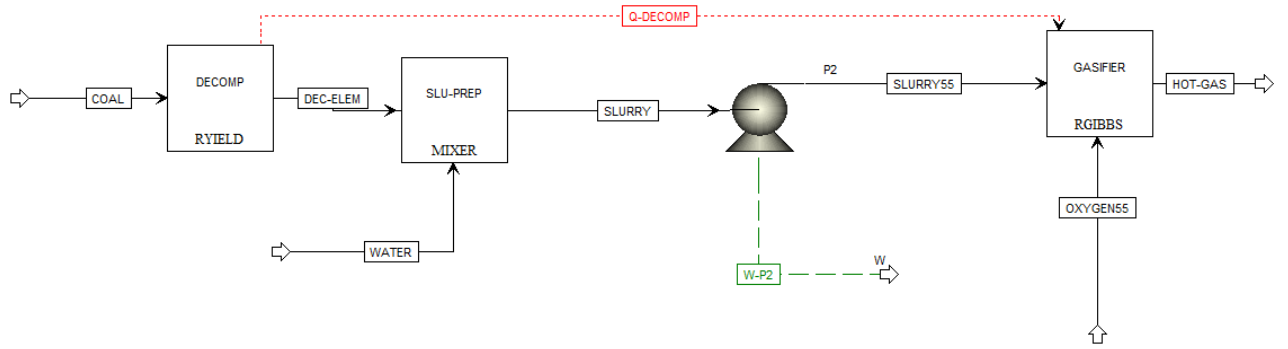 Q-DECOMP
DECOMP
RYIELD
COAL
DEC-ELEM
SLU-PREP
MIXER
WATER
SLURRY
P2
SLURRY55
W-P2
W
GASIFIER
RGIBBS
HOT-GAS
OXYGEN55